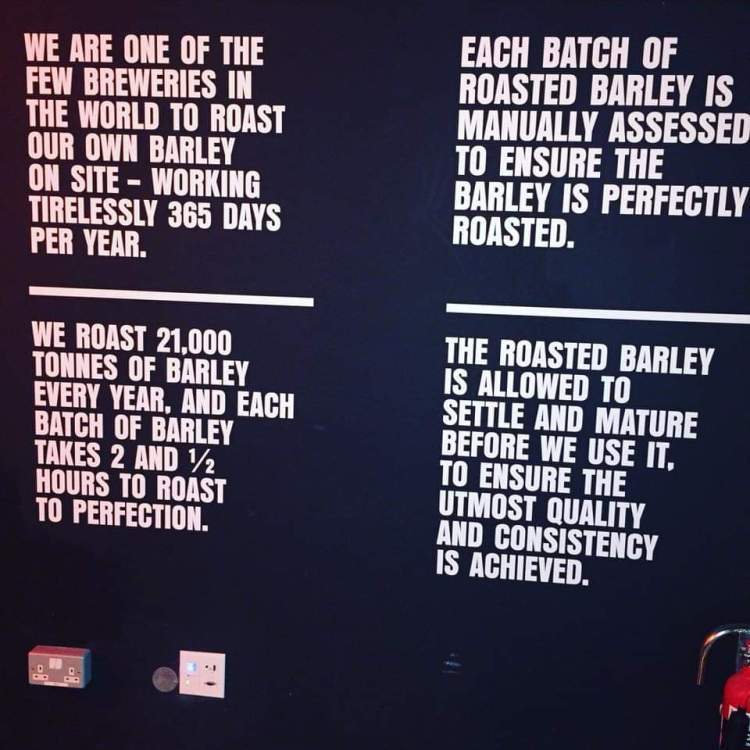 WE ARE ONE OF THE
FEW BREWERIES IN
THE WORLD TO ROAST
OUR OWN BARLEY
ON SITE – WORKING
TIRELESSLY 365 DAYS
PER YEAR.
WE ROAST 21,000
TONNES OF BARLEY
EVERY YEAR, AND EACH
BATCH OF BARLEY
TAKES 2 AND ½
HOURS TO ROAST
TO PERFECTION.
EACH BATCH OF
ROASTED BARLEY IS
MANUALLY ASSESSED
TO ENSURE THE
BARLEY IS PERFECTLY
ROASTED.
THE ROASTED BARLEY
IS ALLOWED TO
SETTLE AND MATURE
BEFORE WE USE IT,
TO ENSURE THE
UTMOST QUALITY
AND CONSISTENCY
IS ACHIEVED.